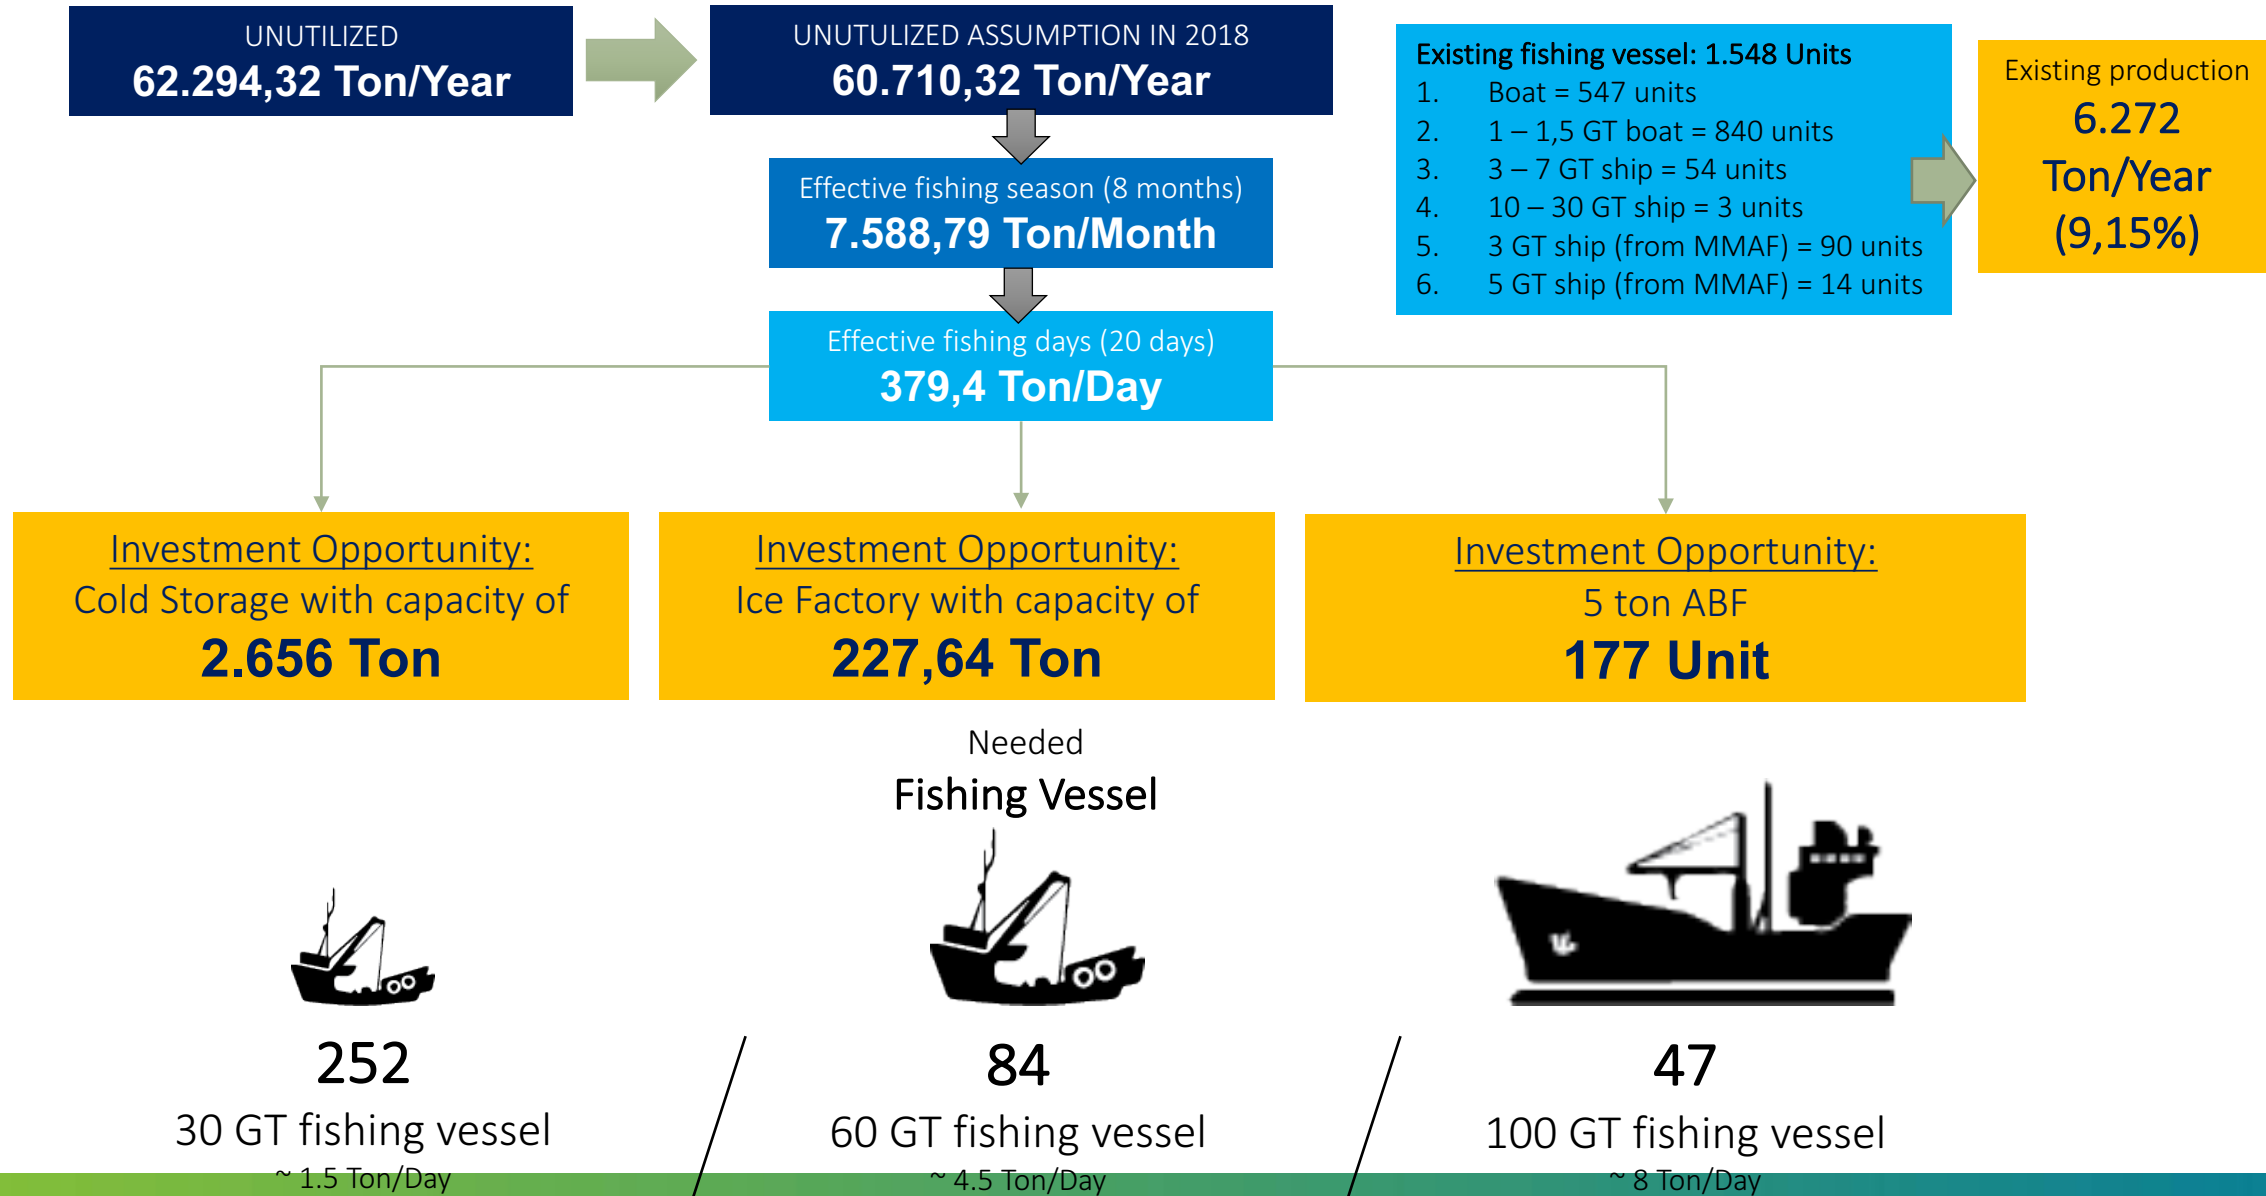 UNUTILIZED
62.294,32 Ton/Year
UNUTULIZED ASSUMPTION IN 2018
60.710,32 Ton/Year
Effective fishing season (8 months)
7.588,79 Ton/Month
Effective fishing days (20 days)
379,4 Ton/Day
Existing fishing vessel: 1.548 Units
1. Boat = 547 units
2. 1 – 1,5 GT boat = 840 units
3. 3 – 7 GT ship = 54 units
4. 10 – 30 GT ship = 3 units
5. 3 GT ship (from MMAF) = 90 units
6. 5 GT ship (from MMAF) = 14 units
Existing production
6.272
Ton/Year
(9,15%)
Investment Opportunity:
Cold Storage with capacity of
2.656 Ton
Investment Opportunity:
Ice Factory with capacity of
227,64 Ton
Investment Opportunity:
5 ton ABF
177 Unit
Needed
Fishing Vessel
252
30 GT fishing vessel
~ 1.5 Ton/Day
84
60 GT fishing vessel
~ 4.5 Ton/Day
47
100 GT fishing vessel
~ 8 Ton/Day